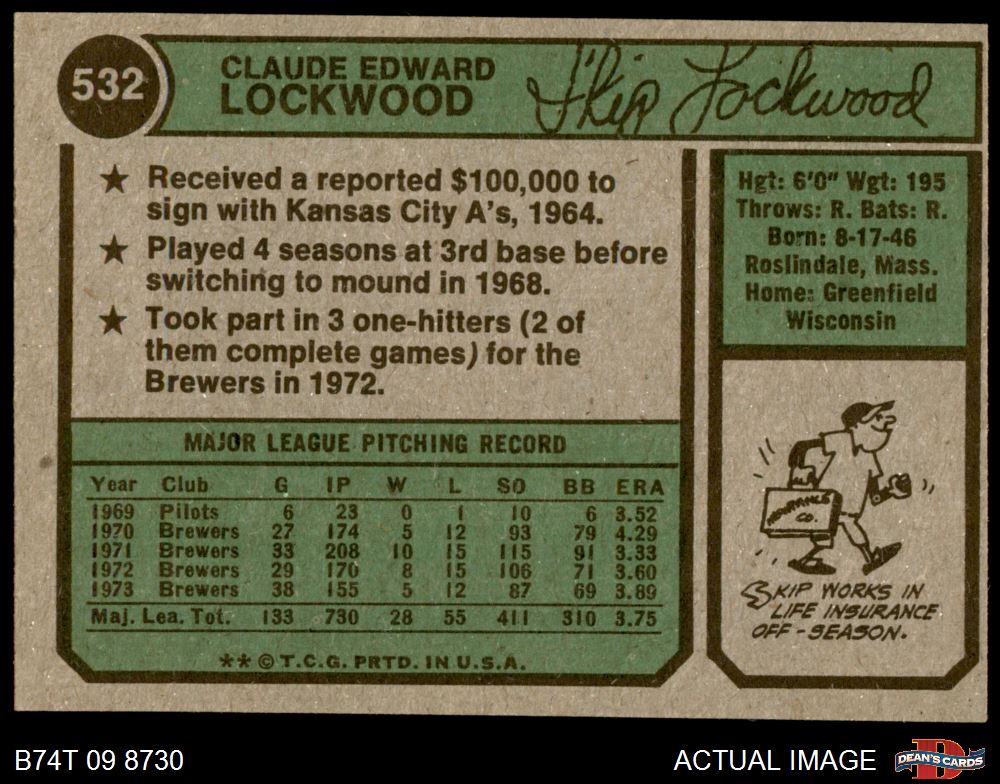 532
CLAUDE EDWARD
LOCKWOOD
Skip Lockwood
★ Received a reported $100,000 to
sign with Kansas City A's, 1964.
★ Played 4 seasons at 3rd base before
switching to mound in 1968.
★ Took part in 3 one-hitters (2 of
them complete games) for the
Brewers in 1972.
Hgt: 6'0" Wgt: 195
Throws: R. Bats: R.
Born: 8-17-46
Roslindale, Mass.
Home: Greenfield
Wisconsin
MAJOR LEAGUE PITCHING RECORD
Year Club G IP W L SO BB ERA
1969 Pilots 6 23 0 1 10 6 3.52
1970 Brewers 27 174 5 12 93 79 4.29
1971 Brewers 33 208 10 15 115 91 3.33
1972 Brewers 29 170 8 15 106 71 3.60
1973 Brewers 38 155 5 12 87 69 3.89
Maj. Lea. Tot. 133 730 28 55 411 310 3.75
** © T.C.G. PRTD. IN U.S.A.
INSURANCE
CO.
SKIP WORKS IN
LIFE INSURANCE
OFF-SEASON.
B74T 09 8730
ACTUAL IMAGE
D
DEAN'S CARDS